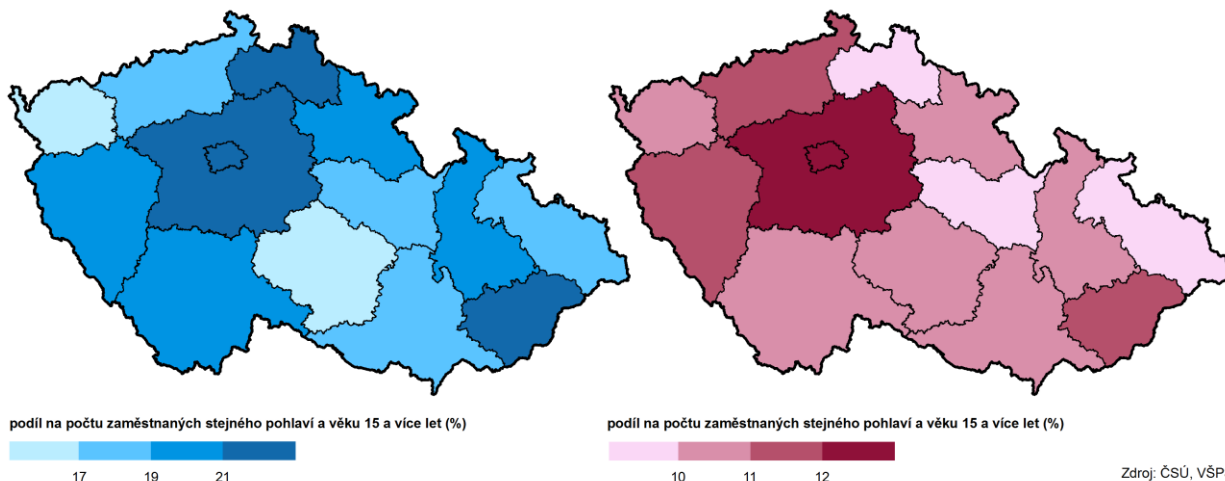 podíl na počtu zaměstnaných stejného pohlaví a věku 15 a více let (%)
17 19 21
podíl na počtu zaměstnaných stejného pohlaví a věku 15 a více let (%)
10 11 12
Zdroj: ČSÚ, VŠP